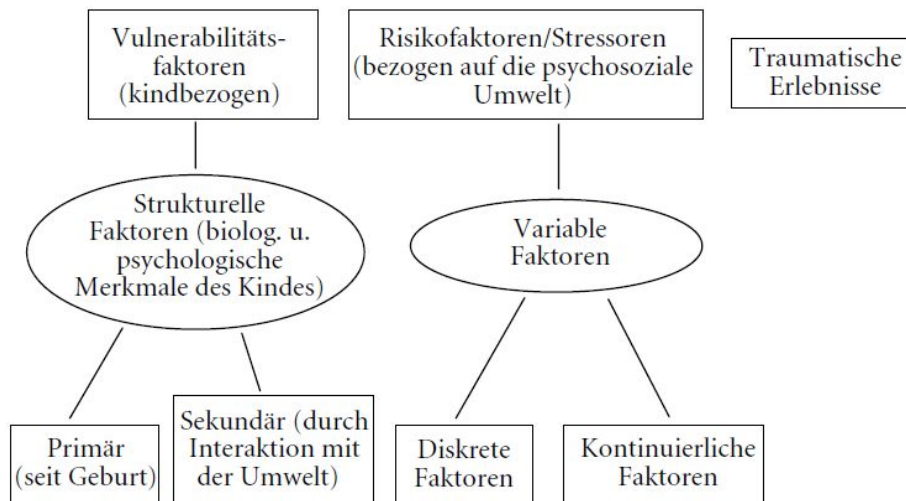 Vulnerabilitäts-
faktoren
(kindbezogen)
Risikofaktoren/Stressoren
(bezogen auf die psychosoziale
Umwelt)
Traumatische
Erlebnisse
Strukturelle
Faktoren (biolog. u.
psychologische
Merkmale des Kindes)
Variable
Faktoren
Primär
(seit Geburt)
Sekundär (durch
Interaktion mit
der Umwelt)
Diskrete
Faktoren
Kontinuierliche
Faktoren